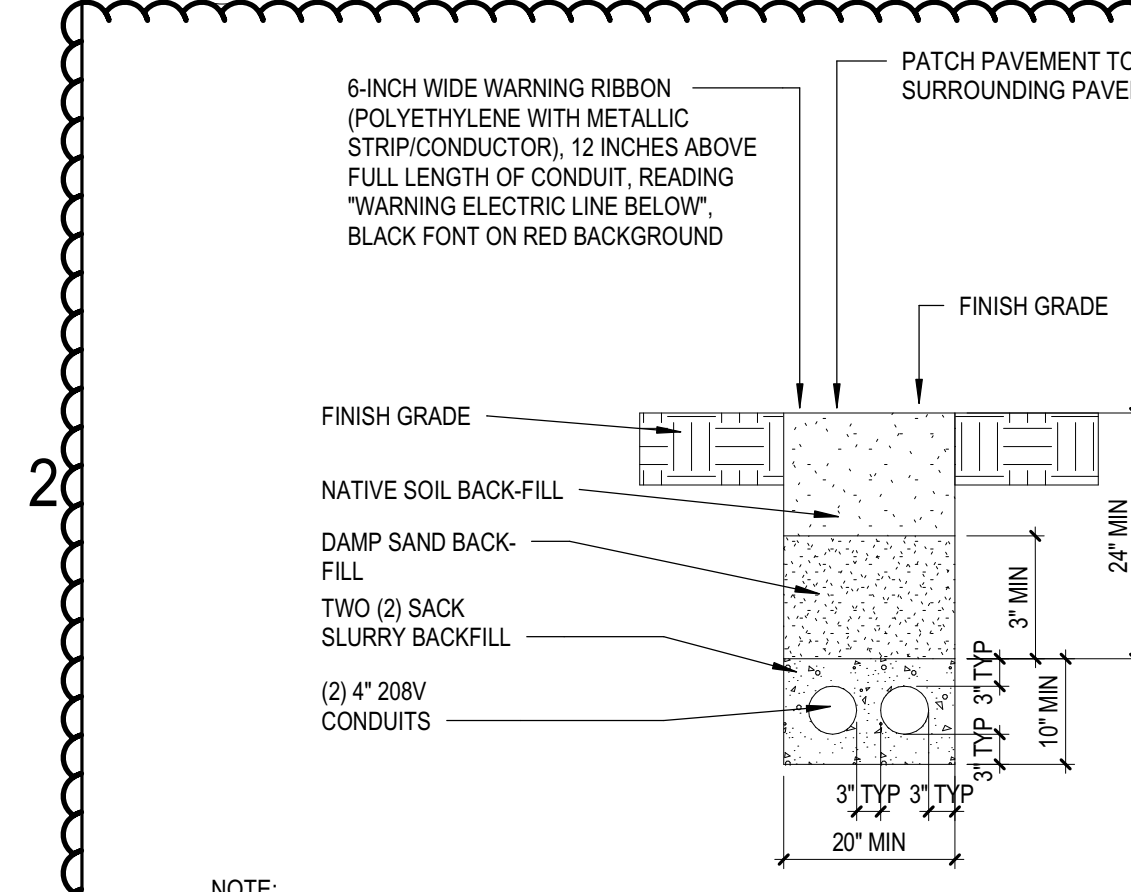 6-INCH WIDE WARNING RIBBON
(POLYETHYLENE WITH METALLIC
STRIP/CONDUCTOR), 12 INCHES ABOVE
FULL LENGTH OF CONDUIT, READING
"WARNING ELECTRIC LINE BELOW",
BLACK FONT ON RED BACKGROUND
PATCH PAVEMENT TO
SURROUNDING
FINISH GRADE
FINISH GRADE
2
NATIVE SOIL BACK-FILL
DAMP SAND BACK-
FILL
TWO (2) SACK
SLURRY BACKFILL
(2) 4" 208V
CONDUITS
24" MIN
3" MIN
3" TYP
10" MIN
3" TYP
3" TYP 3" TYP
20" MIN
NOTE: